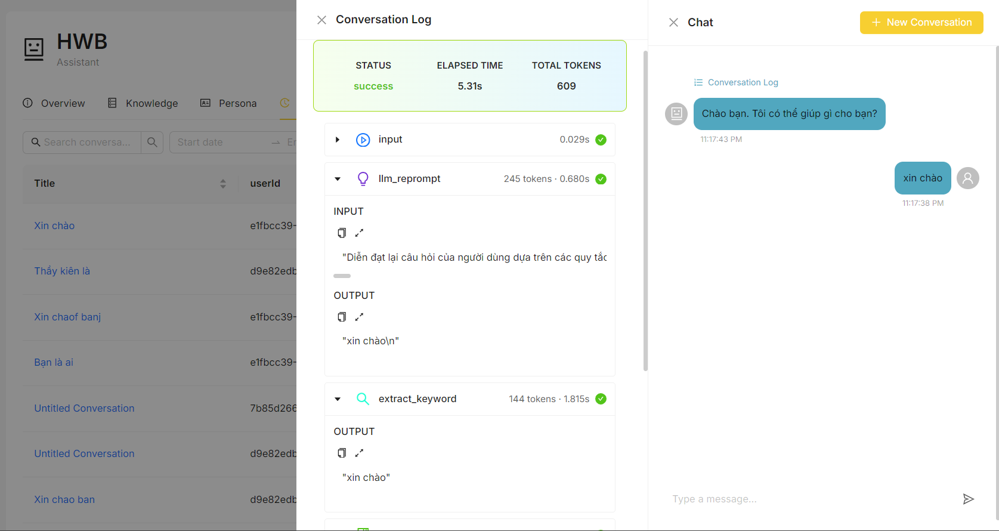 HWB
Assistant
Overview
Knowledge
Persona
Search conversa...
Start date
En
Title
userId
Xin chào
e1fbcc39-
Thầy kiên là
d9e82edb
Xin chaof banj
e1fbcc39-
Bạn là ai
e1fbcc39-
Untitled Conversation
7b85d266
Untitled Conversation
d9e82edb
Xin chao ban
d9e82edb
Conversation Log
STATUS
ELAPSED TIME
TOTAL TOKENS
success
5.31s
609
input
0.029s
llm_reprompt
245 tokens · 0.680s
INPUT
"Diễn đạt lại câu hỏi của người dùng dựa trên các quy tắc
OUTPUT
"xin chào\n"
extract_keyword
144 tokens · 1.815s
OUTPUT
"xin chào"
Chat
New Conversation
Conversation Log
Chào bạn. Tôi có thể giúp gì cho bạn?
11:17:43 PM
xin chào
11:17:38 PM
Type a message...